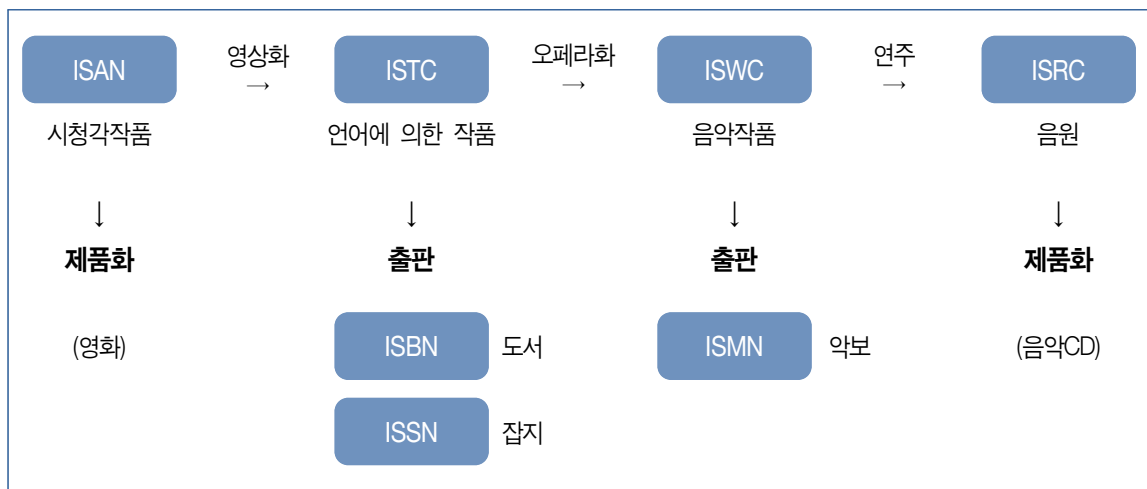 ISAN 영상화 → ISTC 오페라화 → ISWC 연주 → ISRC
시청각작품 언어에 의한 작품 음악작품 음원
↓ ↓ ↓ ↓
제품화 출판 출판 제품화
(영화) ISBN 도서 ISMN 악보 (음악CD)
ISSN 잡지